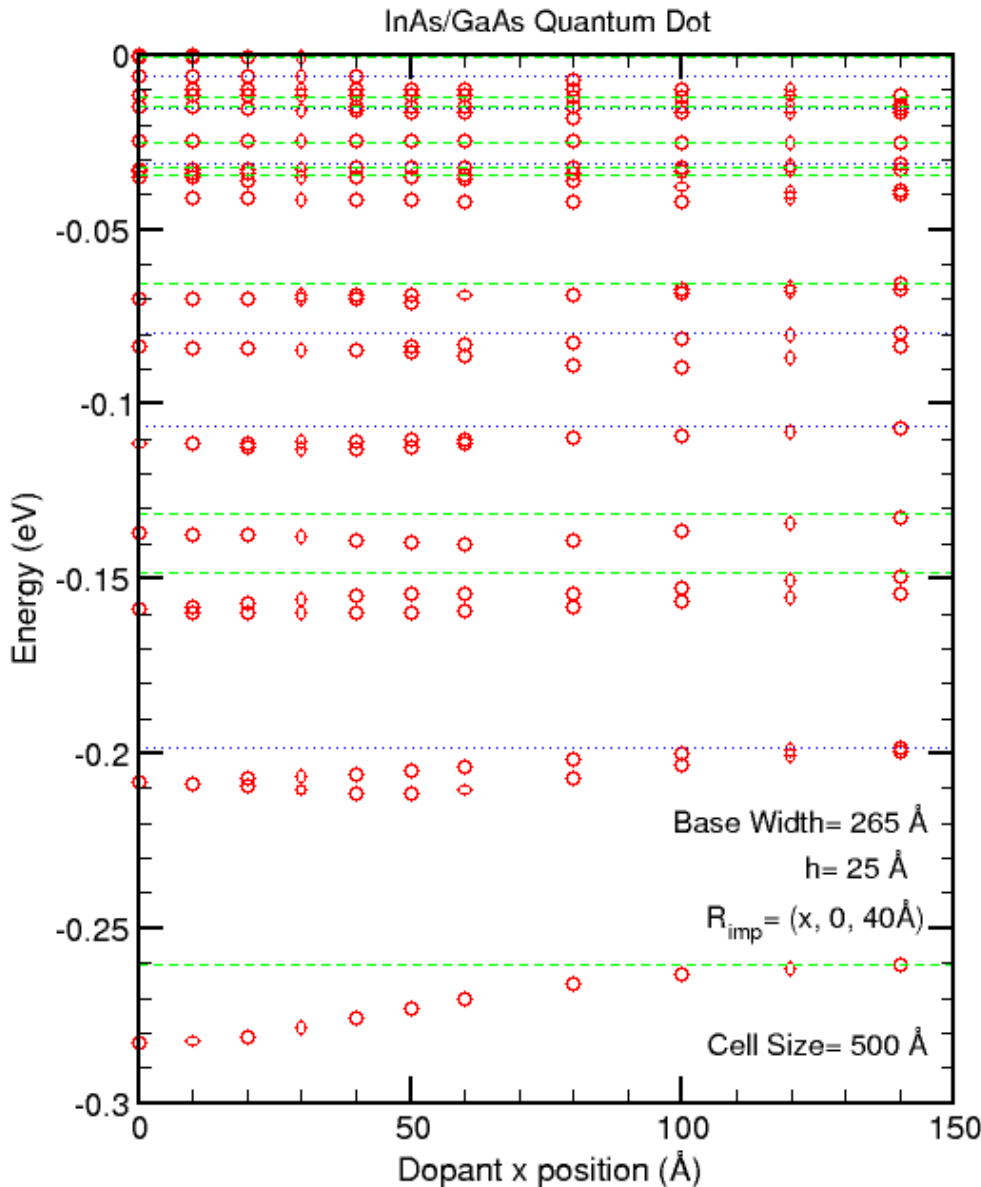 InAs/GaAs Quantum Dot
0
-0.05
-0.1
-0.15
-0.2
-0.25
-0.3
Energy (eV)
Base Width= 265 Å
h= 25 Å
R_imp= (x, 0, 40Å)
Cell Size= 500 Å
0
50
100
150
Dopant x position (Å)